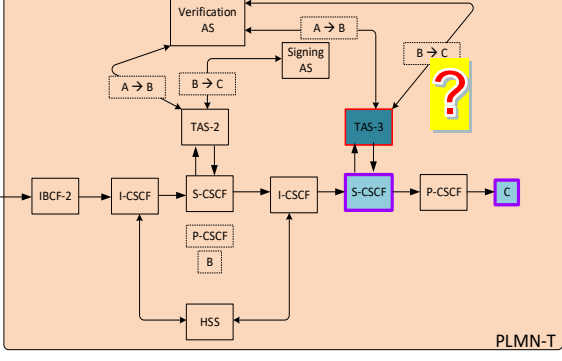 Verification
AS
A → B
Signing
AS
B → C
A → B
B → C
?
TAS-2
TAS-3
IBCF-2
I-CSCF
S-CSCF
I-CSCF
S-CSCF
P-CSCF
C
P-CSCF
B
HSS
PLMN-T